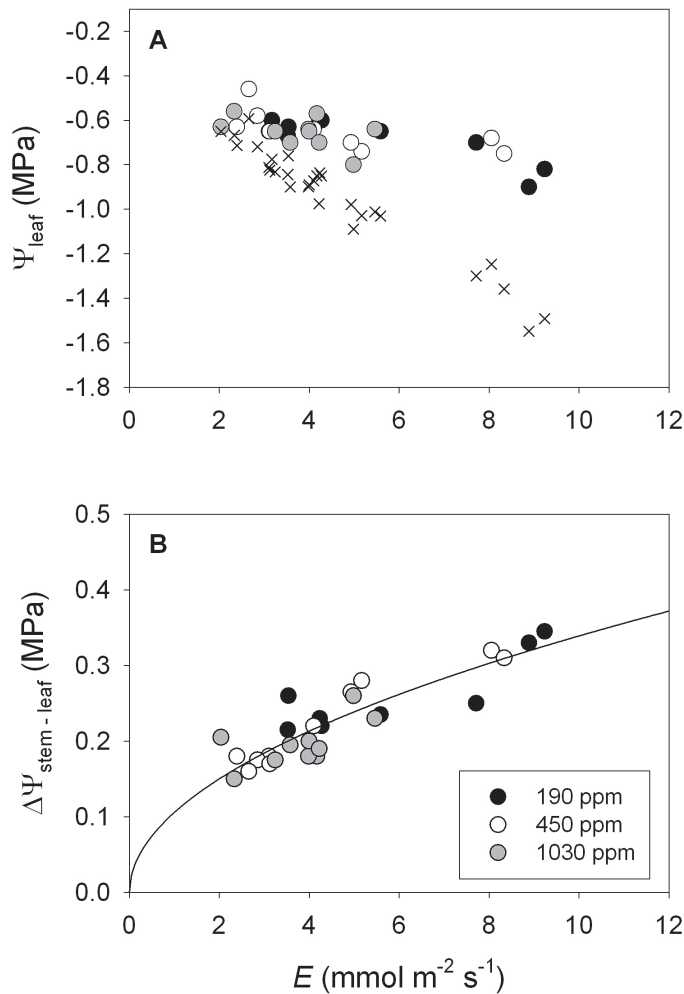 A
-0.2
-0.4
-0.6
-0.8
-1.0
-1.2
-1.4
-1.6
-1.8
Ψleaf (MPa)
0 2 4 6 8 10 12
B
0.5
0.4
0.3
0.2
0.1
0.0
ΔΨstem - leaf (MPa)
190 ppm
450 ppm
1030 ppm
0 2 4 6 8 10 12
E (mmol m-2 s-1)